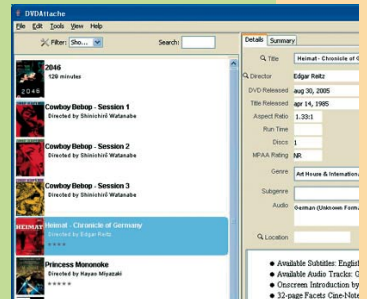 DVDAttache
File Edit Tools View Help
Filter: Sho... Search:
2046
129 minutes
2046
Cowboy Bebop - Session 1
Directed by Shinichirō Watanabe
Cowboy Bebop - Session 2
Directed by Shinichirō Watanabe
Cowboy Bebop - Session 3
Directed by Shinichirō Watanabe
HEIMAT
Heimat - Chronicle of Germany
Directed by Edgar Reitz
★★★★
Princess Mononoke
Directed by Hayao Miyazaki
★★★★★
Details Summary
Title Heimat - Chronicle of G
Director Edgar Reitz
DVD Released aug 30, 2005
Title Released apr 14, 1985
Aspect Ratio 1.33:1
Run Time
Discs 1
MPAA Rating NR
Genre Art House & Internationa
Subgenre
Audio German (Unknown Forma
Location
● Available Subtitles: English
● Available Audio Tracks: G
● Onscreen Introduction by
● 32-page Facets Cine-Note